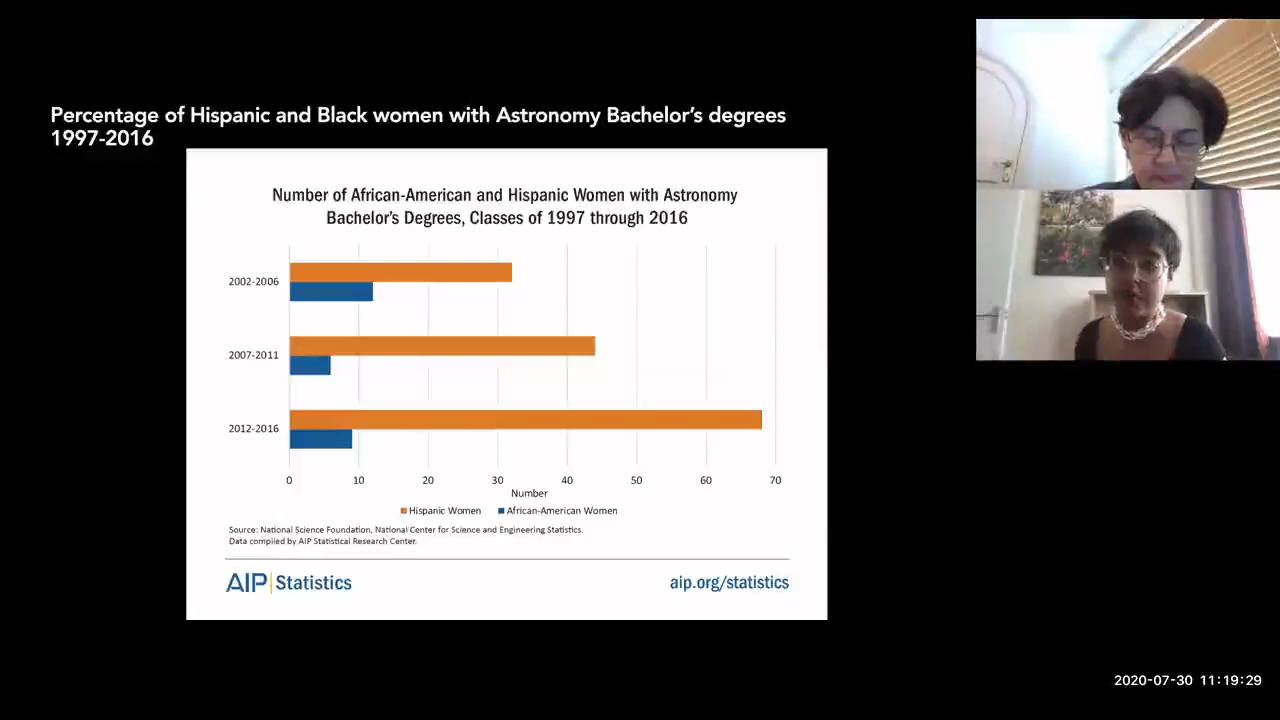 Percentage of Hispanic and Black women with Astronomy Bachelor's degrees
1997-2016
Number of African-American and Hispanic Women with Astronomy
Bachelor's Degrees, Classes of 1997 through 2016
2002-2006
2007-2011
2012-2016
0 10 20 30 40 50 60 70
Number
Hispanic Women African-American Women
Source: National Science Foundation, National Center for Science and Engineering Statistics.
Data compiled by AIP Statistical Research Center.
AIP Statistics
aip.org/statistics
2020-07-30 11:19:29